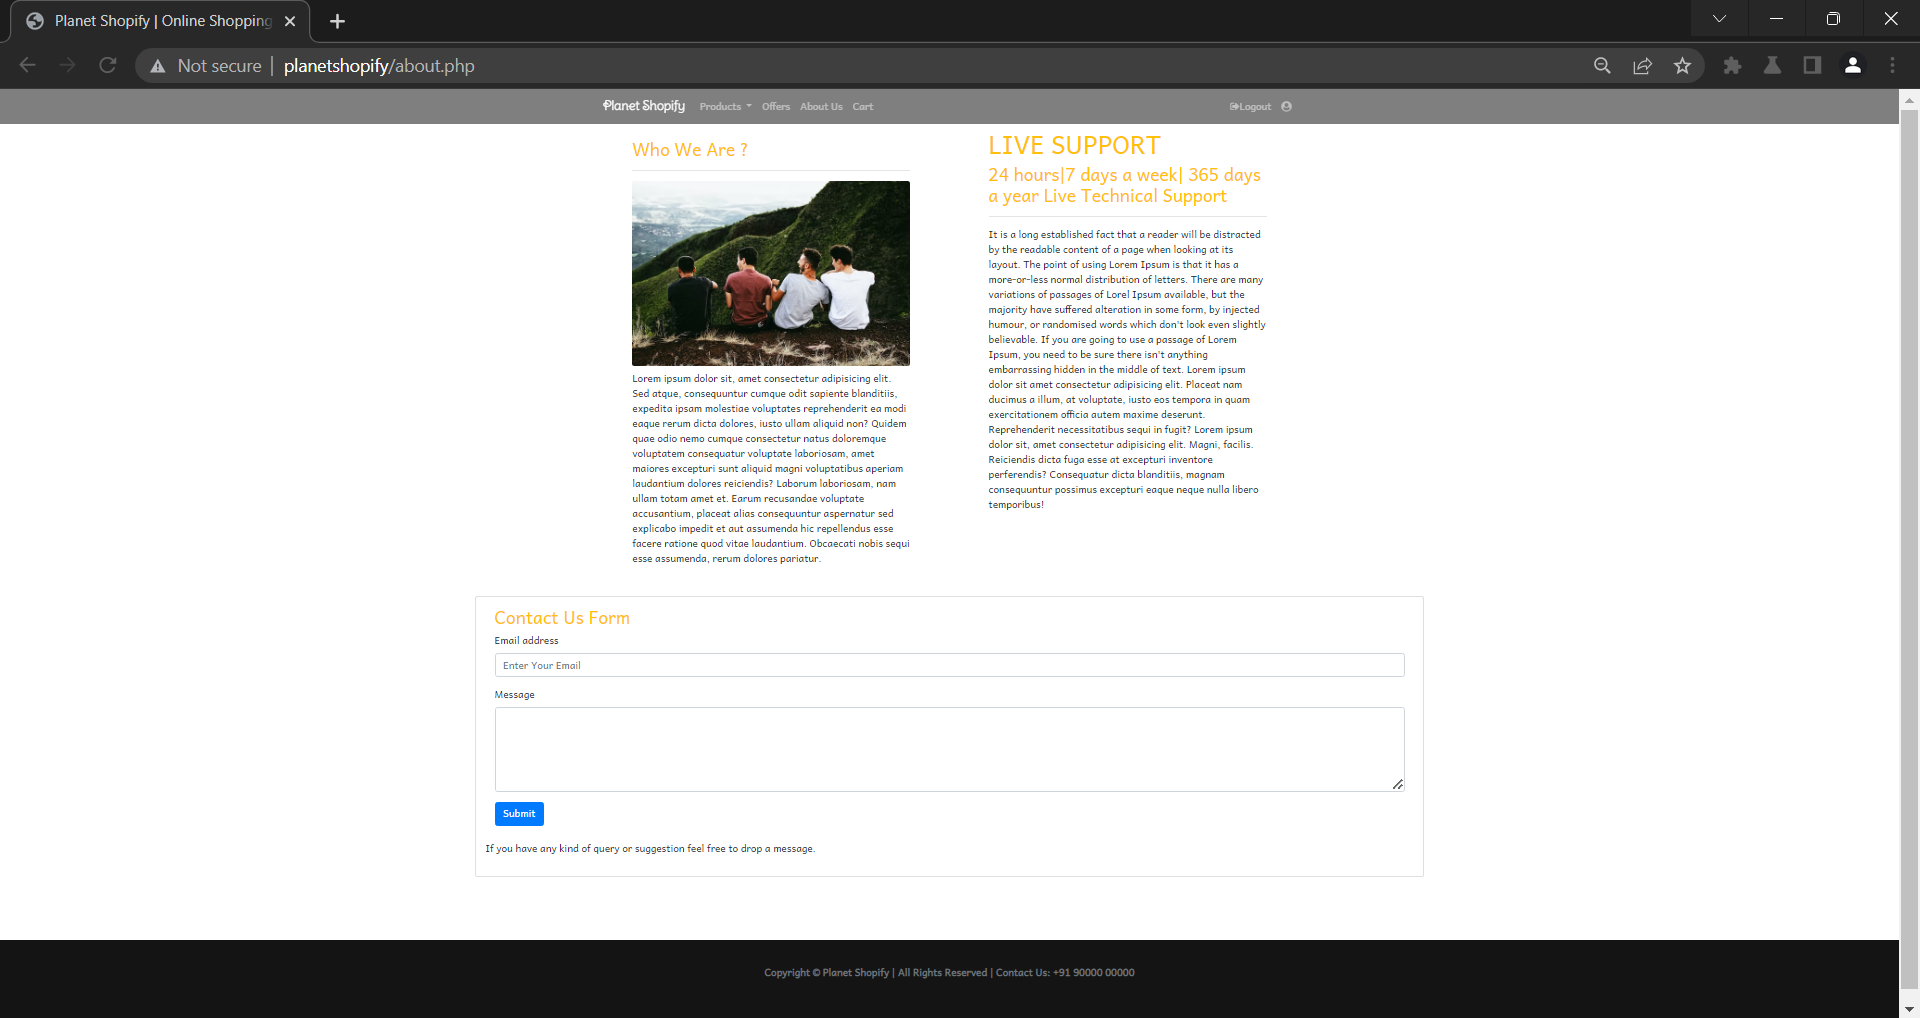 Planet Shopify | Online Shopping
Not secure | planetshopify/about.php
Planet Shopify Products Offers About Us Cart Logout
Who We Are ?
Lorem ipsum dolor sit, amet consectetur adipisicing elit.
Sed atque, consequuntur cumque odit sapiente blanditiis,
expedita ipsam molestiae voluptates reprehenderit ea modi
eaque rerum dicta dolores, iusto ullam aliquid non? Quidem
quae odio nemo cumque consectetur natus doloremque
voluptatem consequatur voluptate laboriosam, amet
maiores excepturi sunt aliquid magni voluptatibus aperiam
laudantium dolores reiciendis? Laborum laboriosam, nam
ullam totam amet et. Earum recusandae voluptate
accusantium, placeat alias consequuntur aspernatur sed
explicabo impedit et aut assumenda hic repellendus esse
facere ratione quod vitae laudantium. Obcaecati nobis sequi
esse assumenda, rerum dolores pariatur.
LIVE SUPPORT
24 hours|7 days a week| 365 days
a year Live Technical Support
It is a long established fact that a reader will be distracted
by the readable content of a page when looking at its
layout. The point of using Lorem Ipsum is that it has a
more-or-less normal distribution of letters. There are many
variations of passages of Lorel Ipsum available, but the
majority have suffered alteration in some form, by injected
humour, or randomised words which don't look even slightly
believable. If you are going to use a passage of Lorem
Ipsum, you need to be sure there isn't anything
embarrassing hidden in the middle of text. Lorem ipsum
dolor sit amet consectetur adipisicing elit. Placeat nam
ducimus a illum, at voluptate, iusto eos tempora in quam
exercitationem officia autem maxime deserunt.
Reprehenderit necessitatibus sequi in fugit? Lorem ipsum
dolor sit, amet consectetur adipisicing elit. Magni, facilis.
Reiciendis dicta fuga esse at excepturi inventore
perferendis? Consequatur dicta blanditiis, magnam
consequuntur possimus excepturi eaque neque nulla libero
temporibus!
Contact Us Form
Email address
Enter Your Email
Message
Submit
If you have any kind of query or suggestion feel free to drop a message.
Copyright © Planet Shopify | All Rights Reserved | Contact Us: +91 90000 00000